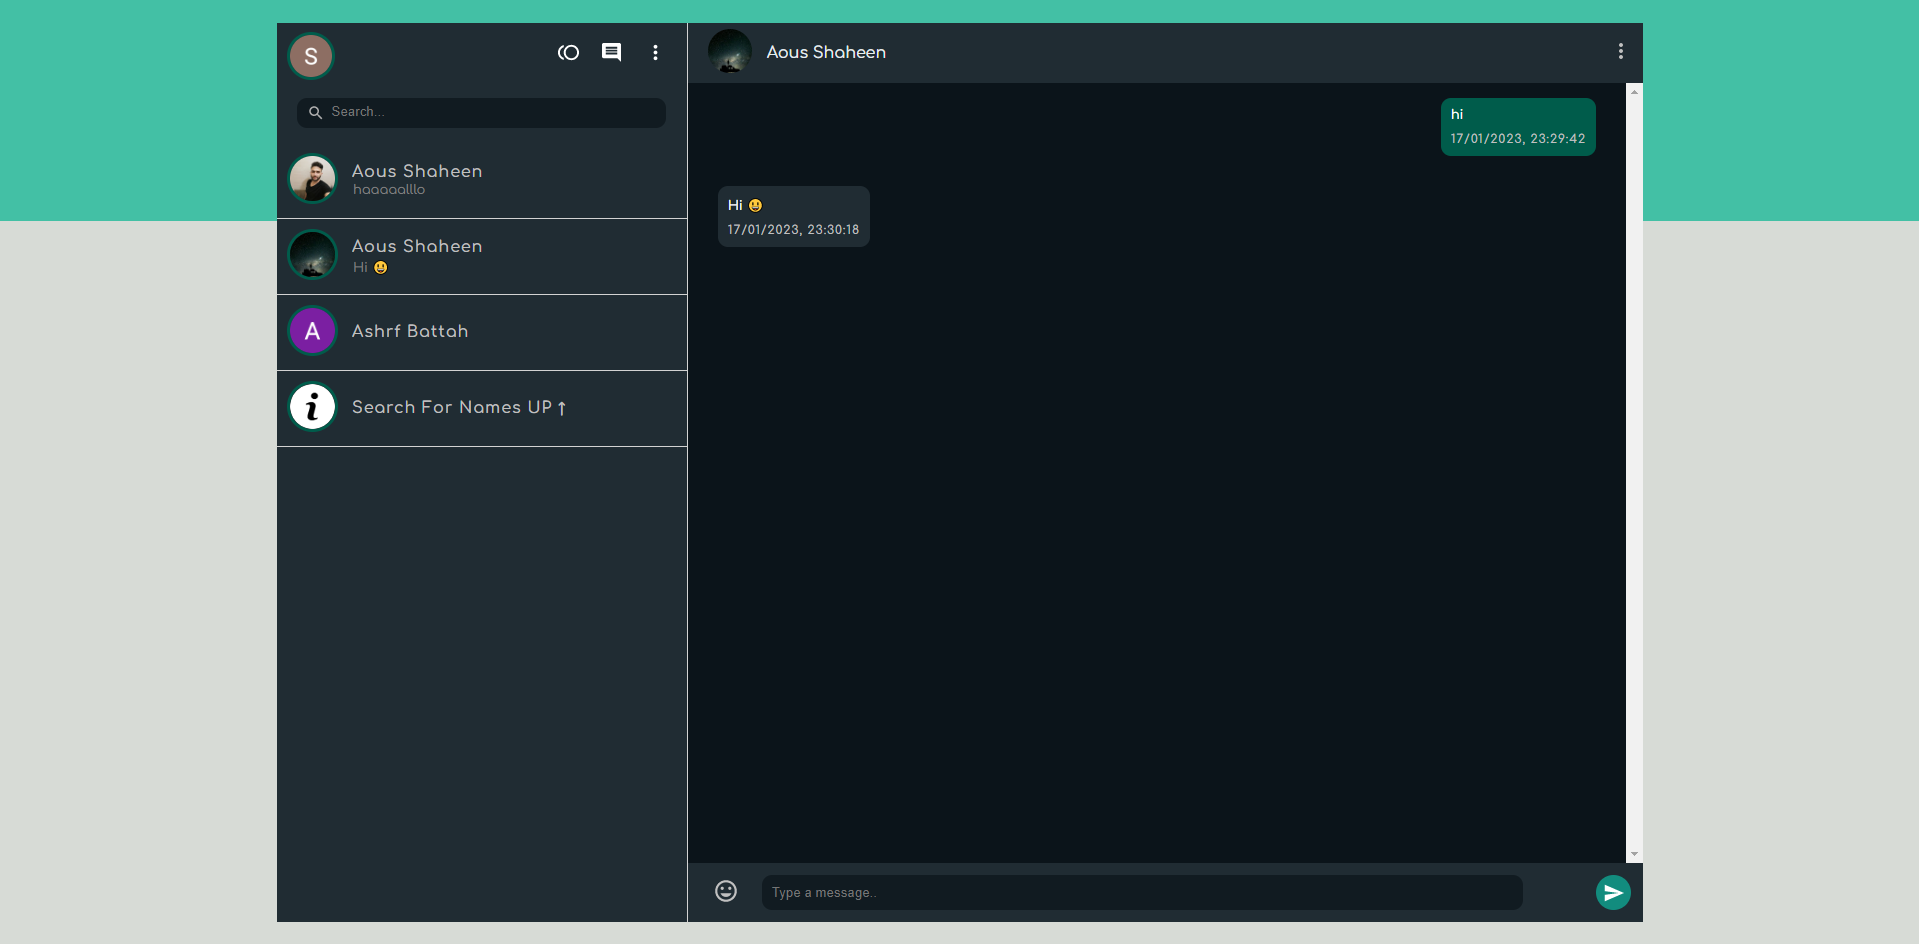 S
Search...
Aous Shaheen
haaaaalllo
Aous Shaheen
Hi 😃
A
Ashrf Battah
i
Search For Names UP ↑
Aous Shaheen
hi
17/01/2023, 23:29:42
Hi 😃
17/01/2023, 23:30:18
Type a message..